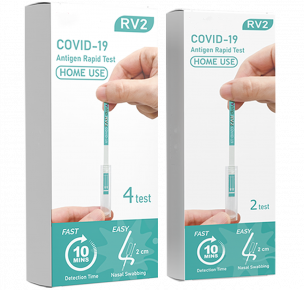 RV2
COVID-19
Antigen Rapid Test
HOME USE
4 test
FAST
10
MINS
Detection Time
EASY
2 cm
Nasal Swabbing
RV2
COVID-19
Antigen Rapid Test
HOME USE
2 test
FAST
10
MINS
Detection Time
EASY
2 cm
Nasal Swabbing